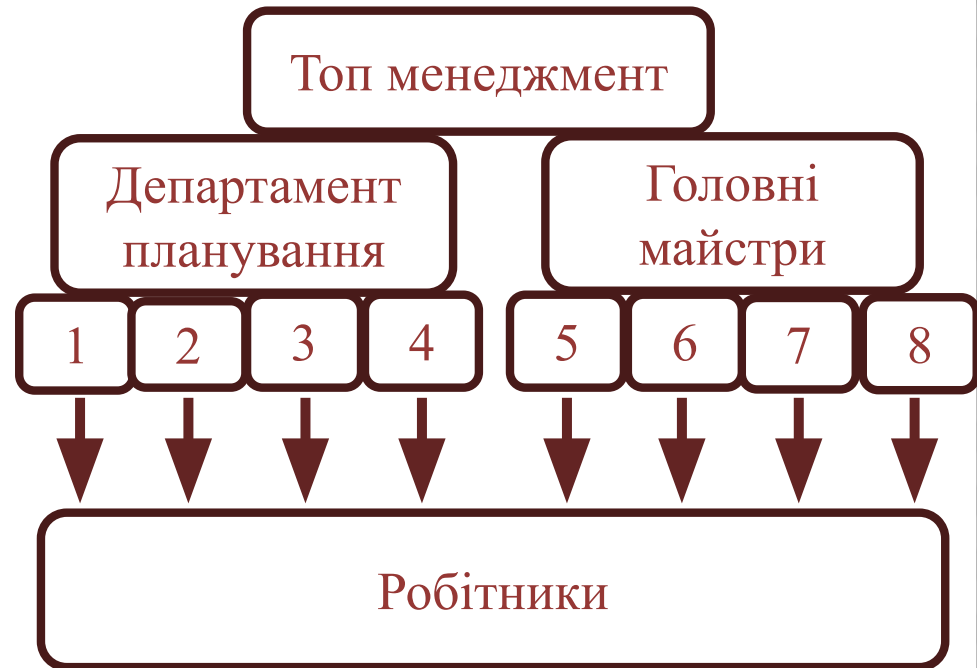 Топ менеджмент
Департамент
планування
Головні
майстри
1 2 3 4 5 6 7 8
Робітники